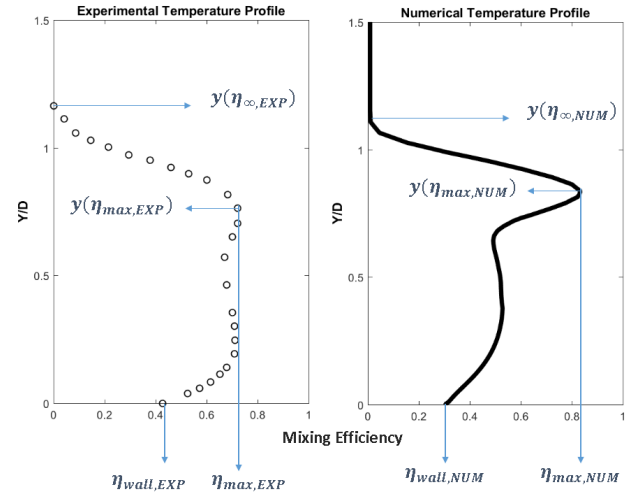 Experimental Temperature Profile
1.5
1
0.5
0
Y/D
0
0.2
0.4
0.6
0.8
1
y(η∞,EXP)
y(ηmax,EXP)
ηwall,EXP
ηmax,EXP
Numerical Temperature Profile
1.5
1
0.5
0
Y/D
0
0.2
0.4
0.6
0.8
1
y(η∞,NUM)
y(ηmax,NUM)
ηwall,NUM
ηmax,NUM
Mixing Efficiency